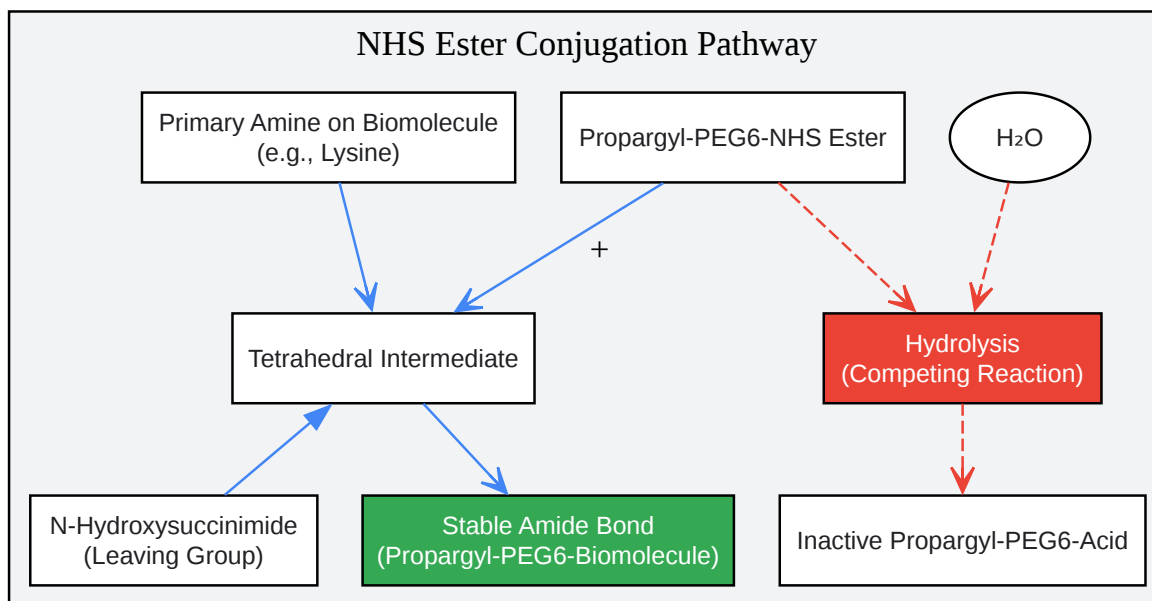 NHS Ester Conjugation Pathway
Primary Amine on Biomolecule
(e.g., Lysine)
Propargyl-PEG6-NHS Ester
H₂O
+
Tetrahedral Intermediate
Hydrolysis
(Competing Reaction)
N-Hydroxysuccinimide
(Leaving Group)
Stable Amide Bond
(Propargyl-PEG6-Biomolecule)
Inactive Propargyl-PEG6-Acid